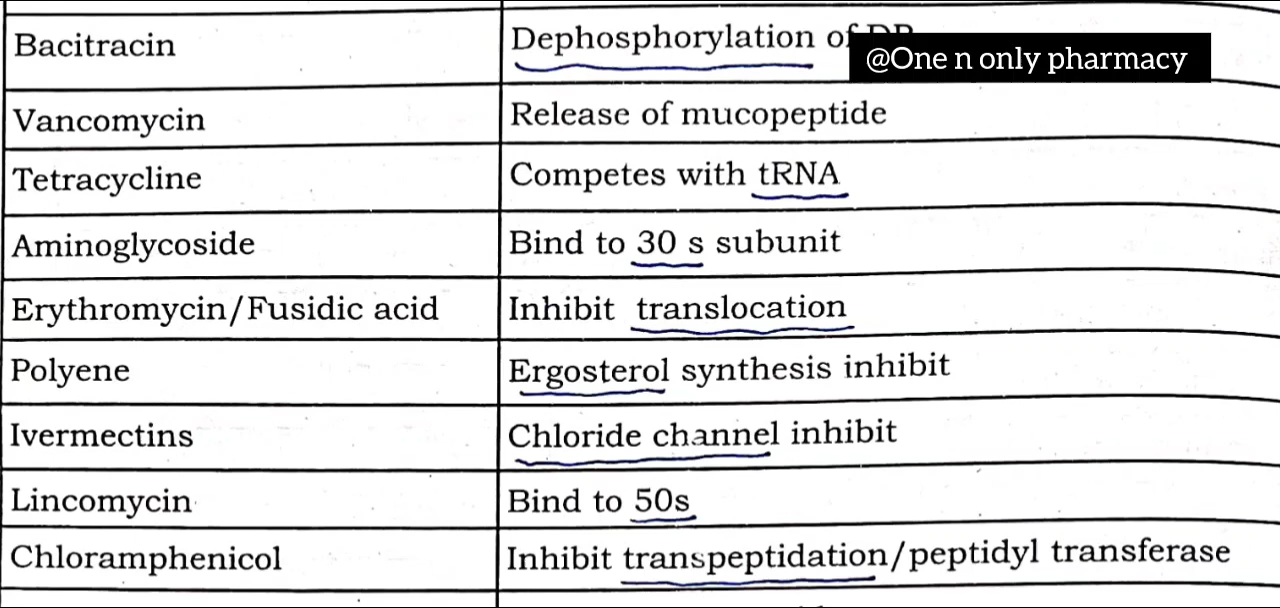 Bacitracin Dephosphorylation of
@One n only pharmacy
Vancomycin Release of mucopeptide
Tetracycline Competes with tRNA
Aminoglycoside Bind to 30 s subunit
Erythromycin/Fusidic acid Inhibit translocation
Polyene Ergosterol synthesis inhibit
Ivermectins Chloride channel inhibit
Lincomycin Bind to 50s
Chloramphenicol Inhibit transpeptidation/peptidyl transferase